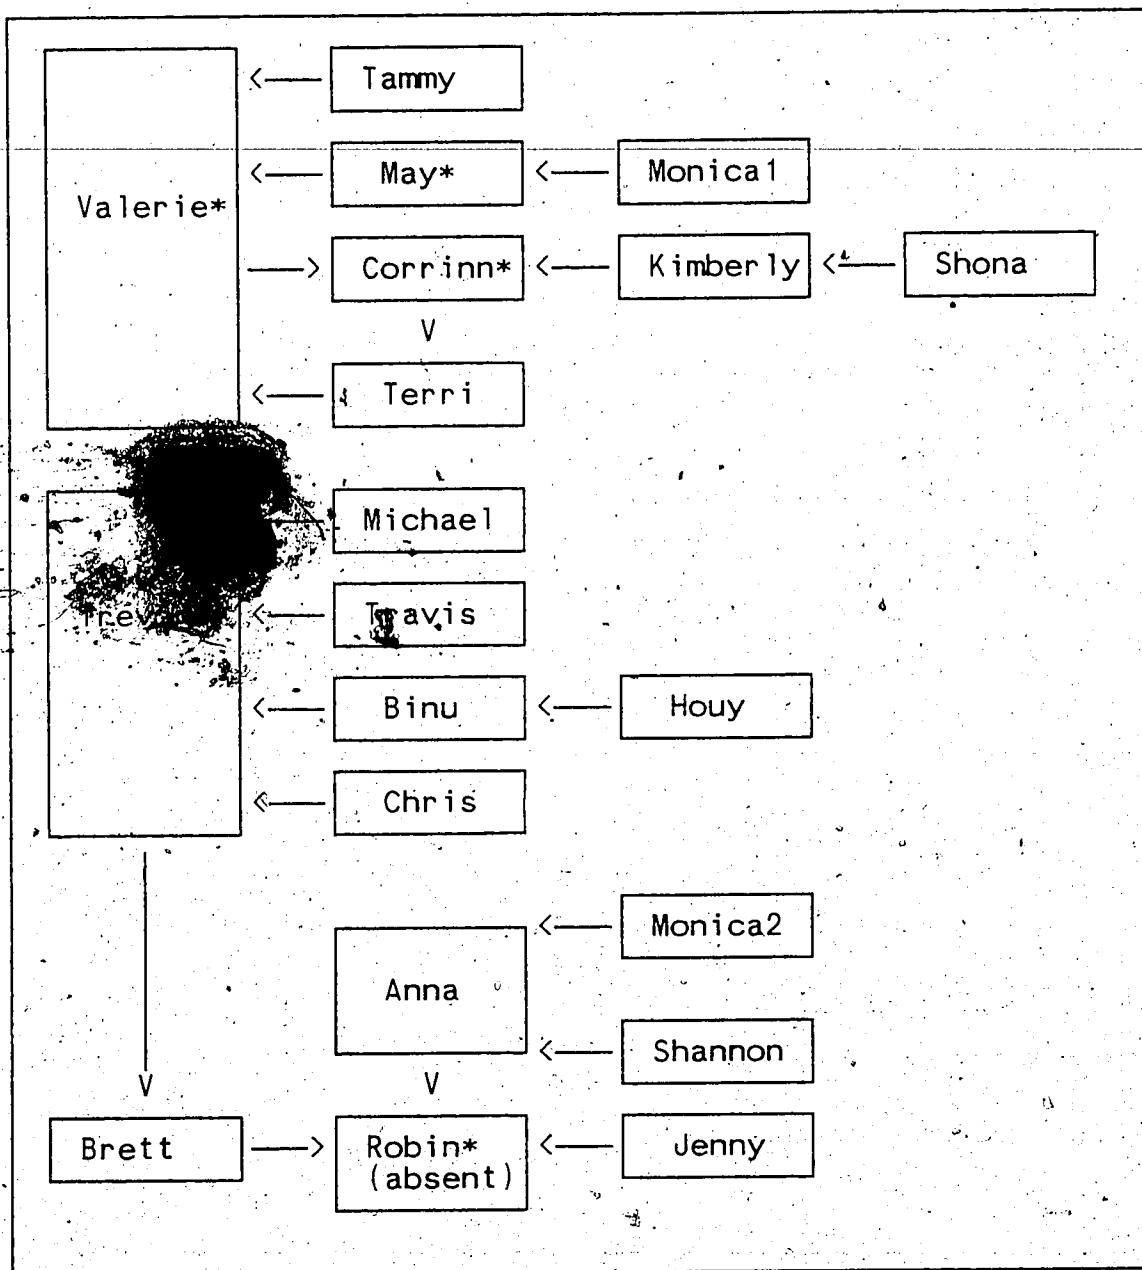 Tammy
May*
Monica1
Valerie*
Corrinn*
Kimberly
Shona
Terri
Michael
Travis
Binu
Houy
Chris
Monica2
Anna
Shannon
Brett
Robin*
(absent)
Jenny